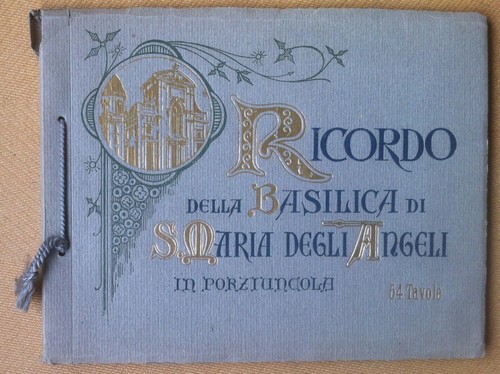 RICORDO
DELLA BASILICA DI
S. MARIA DEGLI ANGELI
IN PORZIUNCOLA
54 Tavole